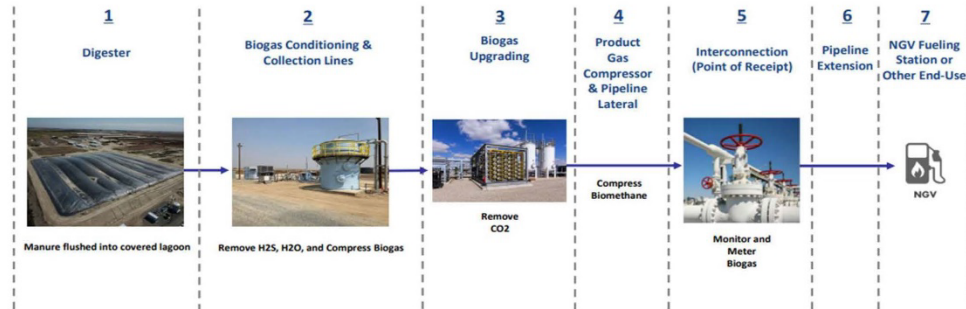 1
Digester
Manure flushed into covered lagoon
2
Biogas Conditioning &
Collection Lines
Remove H2S, H2O, and Compress Biogas
3
Biogas
Upgrading
Remove
CO2
4
Product
Gas
Compressor
& Pipeline
Lateral
Compress
Biomethane
5
Interconnection
(Point of Receipt)
Monitor and
Meter
Biogas
6
Pipeline
Extension
7
NGV Fueling
Station or
Other End-Use
NGV